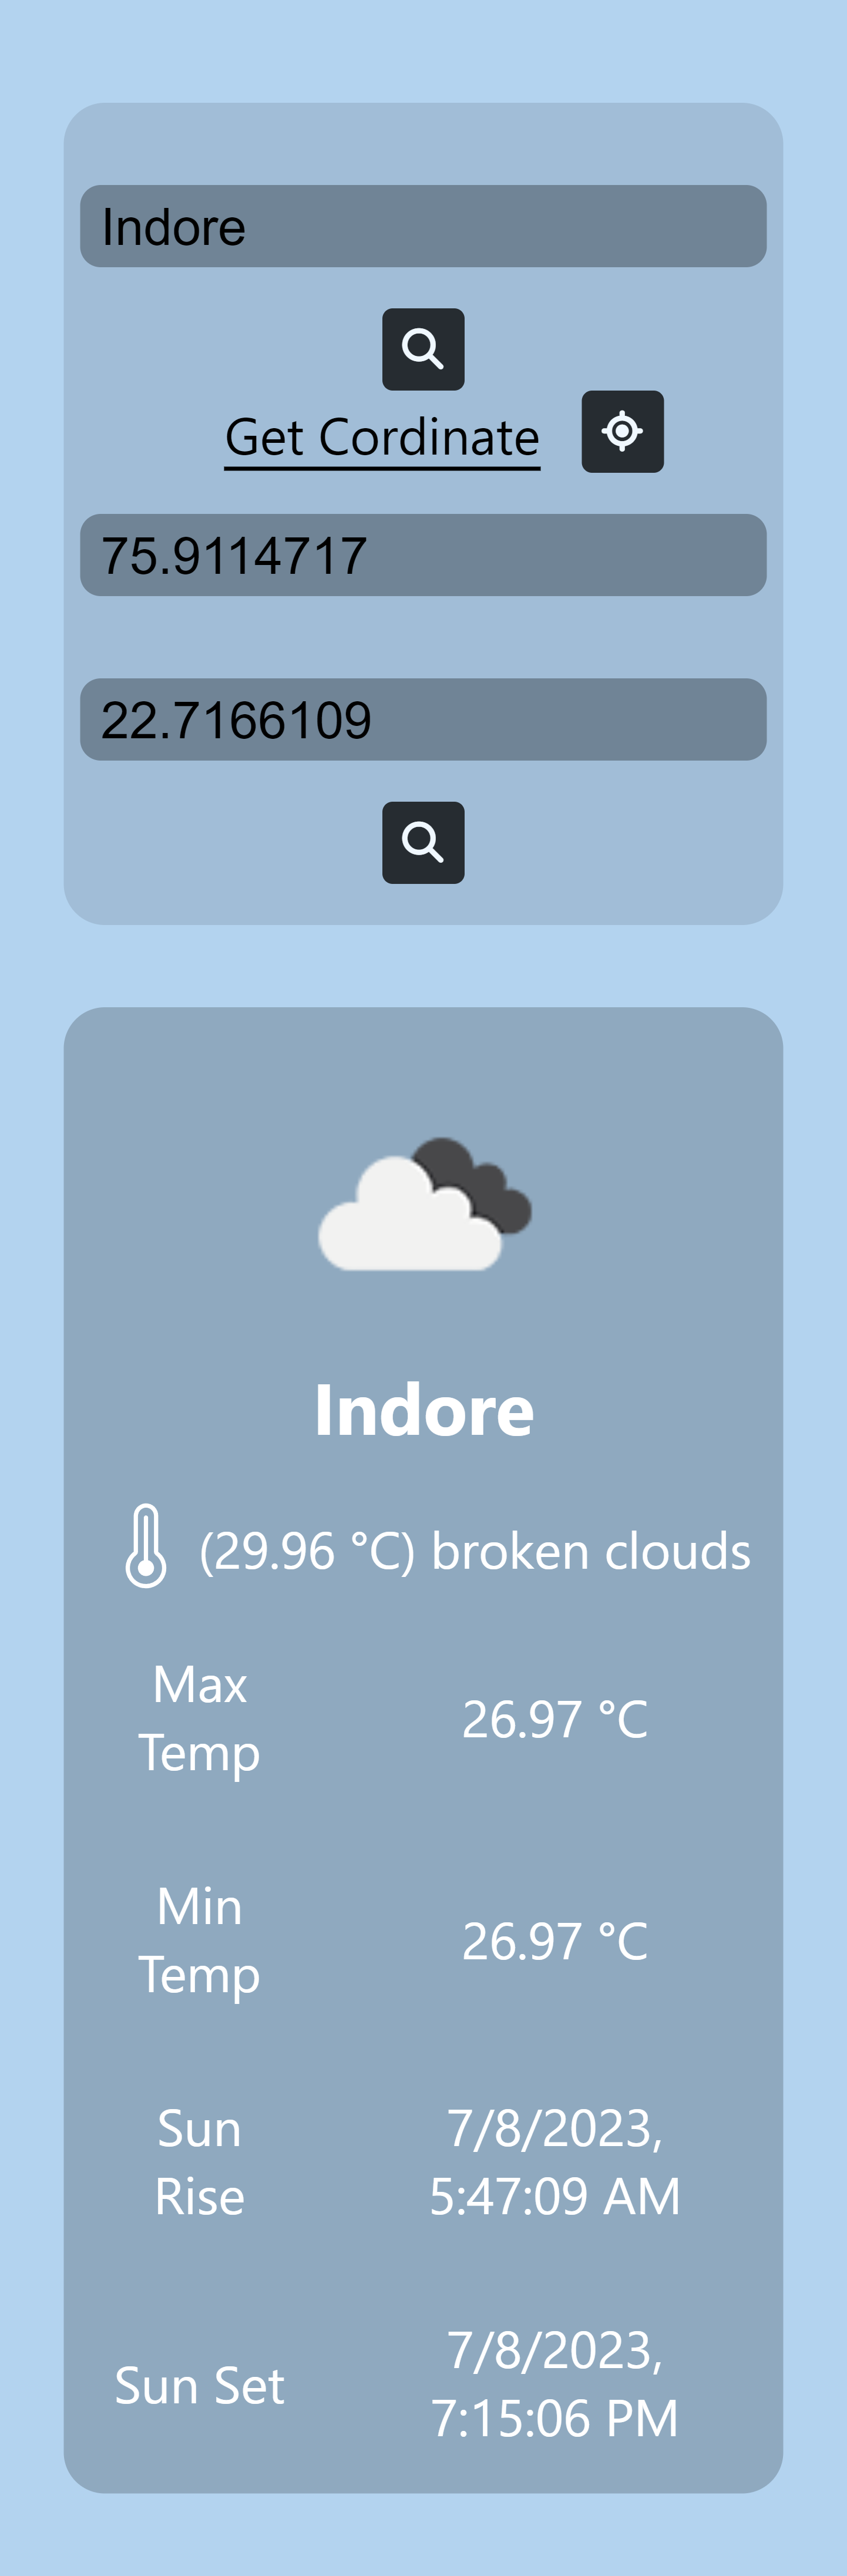 Indore
Get Cordinate
75.9114717
22.7166109
Indore
(29.96 °C) broken clouds
Max
Temp
26.97 °C
Min
Temp
26.97 °C
Sun
Rise
7/8/2023,
5:47:09 AM
Sun Set
7/8/2023,
7:15:06 PM